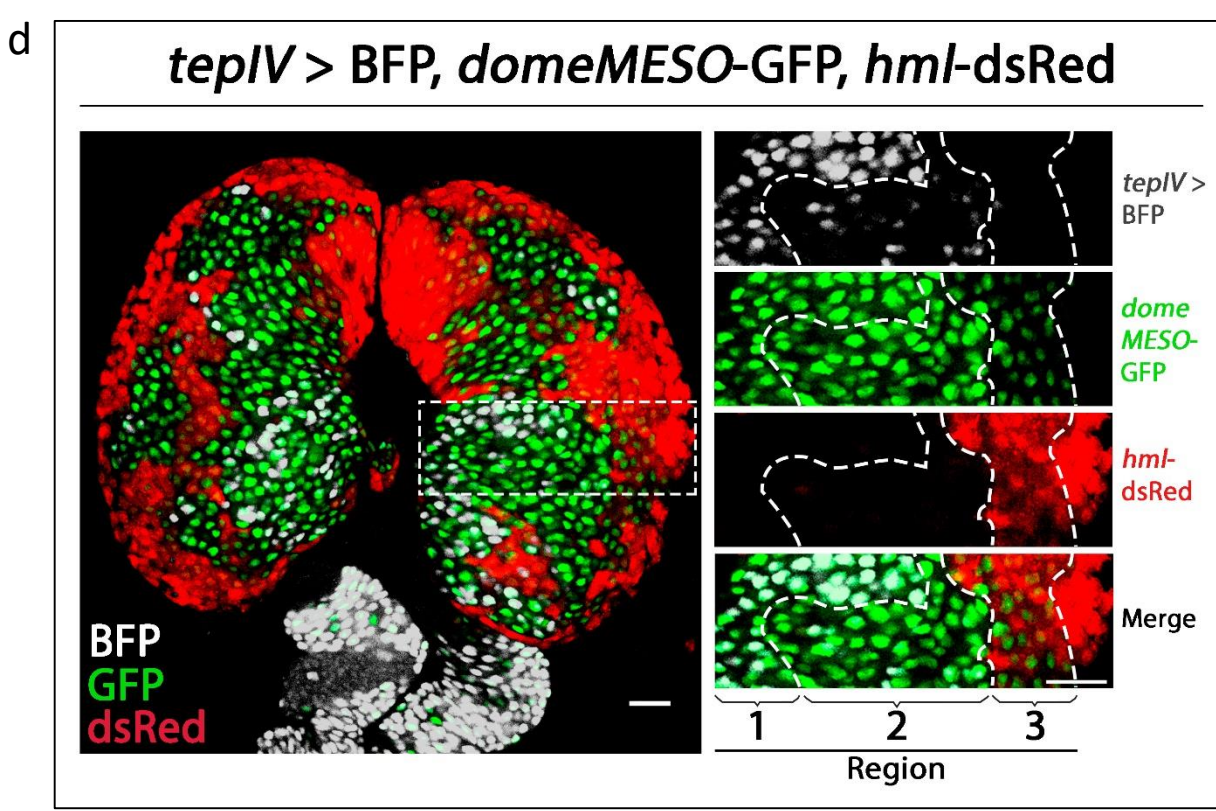 d
tepIV > BFP, domeMESO-GFP, hml-dsRed
BFP
GFP
dsRed
tepIV >
BFP
dome
MESO-
GFP
hml-
dsRed
Merge
1 2 3
Region